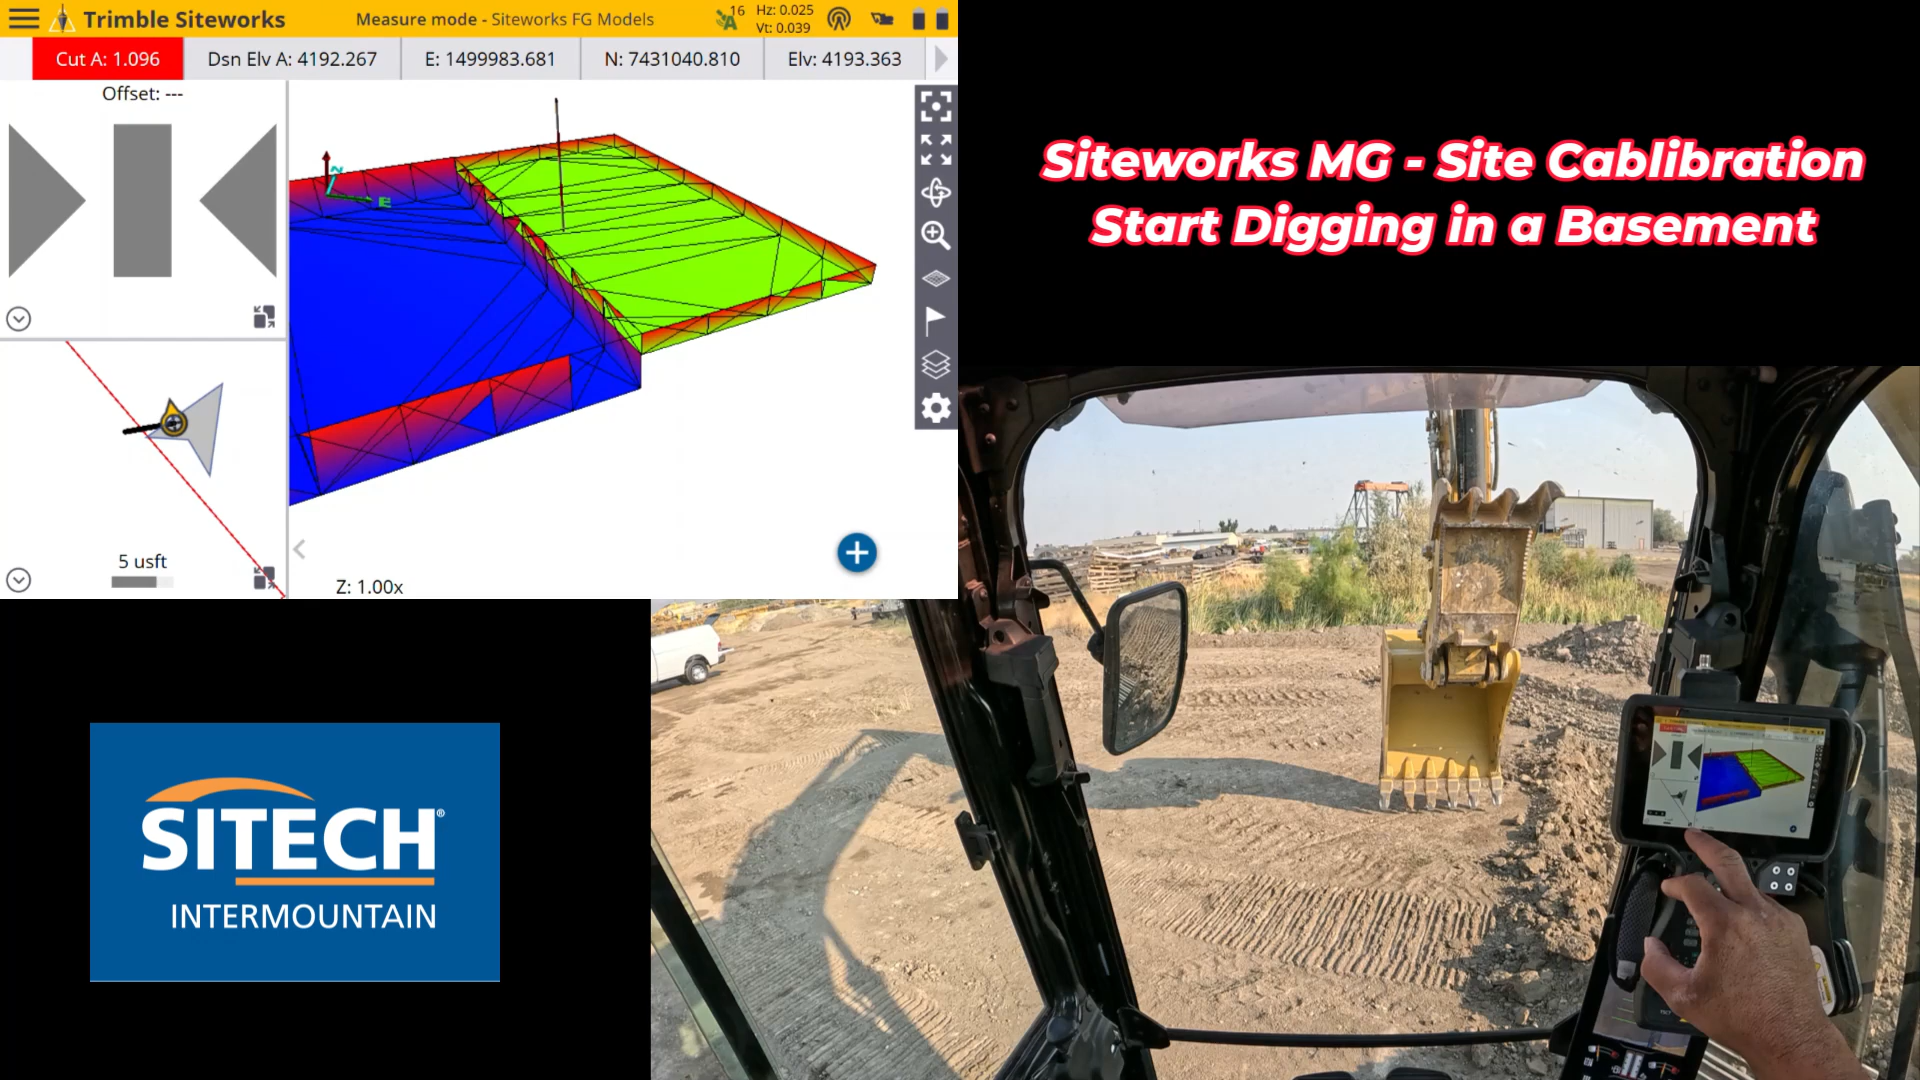 Trimble Siteworks
Measure mode - Siteworks FG Models
16
Hz: 0.025
Vt: 0.039
Cut A: 1.096
Dsn Elv A: 4192.267
E: 1499983.681
N: 7431040.810
Elv: 4193.363
Offset: ---
N
E
5 usft
Z: 1.00x
Siteworks MG - Site Cablibration
Start Digging in a Basement
SITECH®
INTERMOUNTAIN